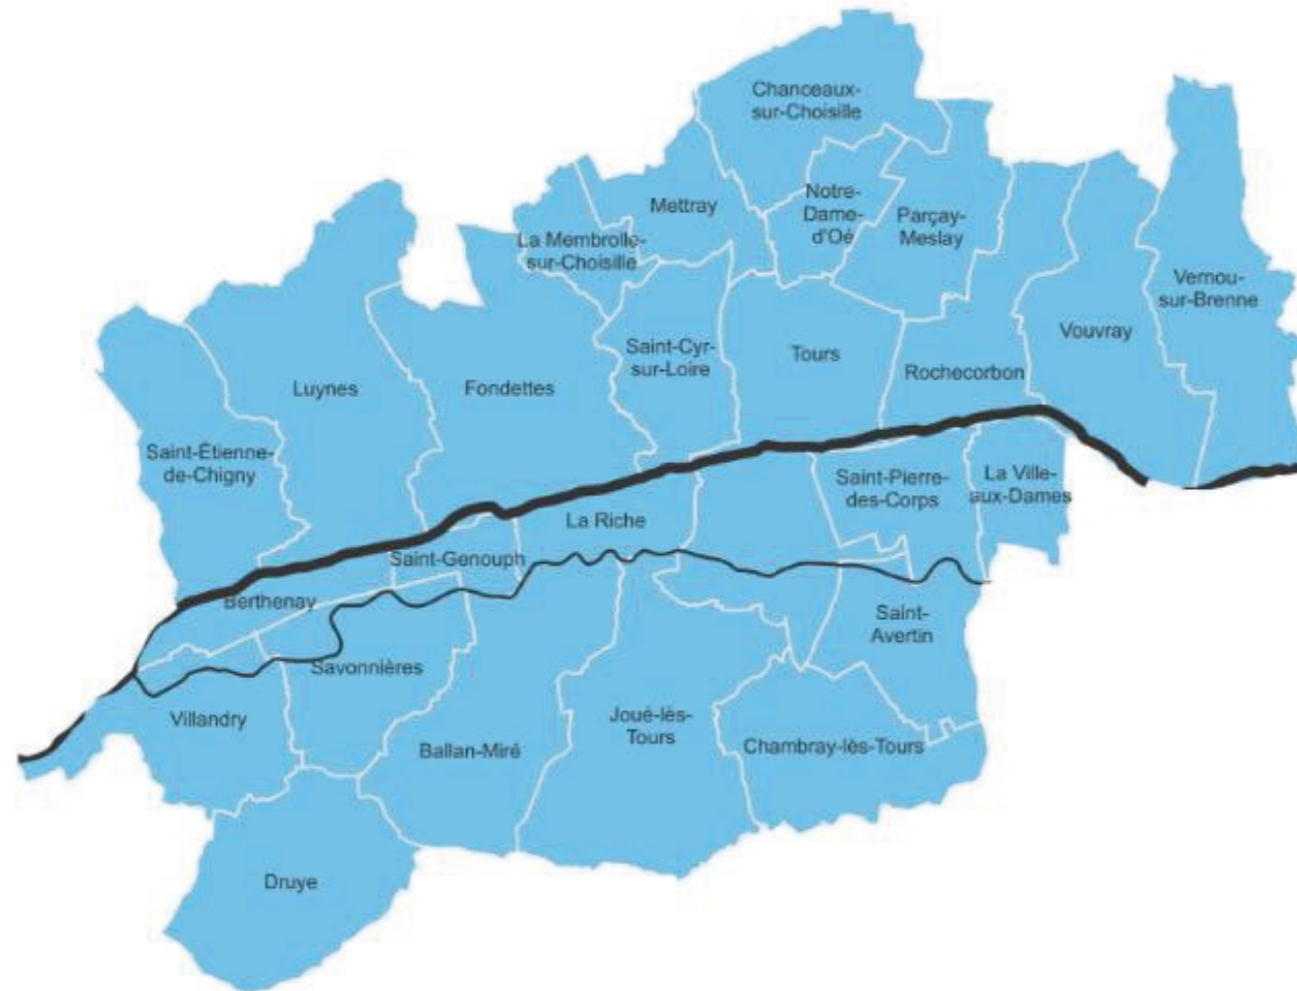 Chanceaux-
sur-Choisille
Mettray
Notre-
Dame-
d'Oé
Parçay-
Meslay
La Membrolle-
sur-Choisille
Vernou-
sur-Brenne
Vouvray
Saint-Cyr-
sur-Loire
Tours
Rochecorbon
Luynes
Fondettes
Saint-Étienne-
de-Chigny
Saint-Pierre-
des-Corps
La Ville-
aux-Dames
La Riche
Saint-Genouph
Berthenay
Saint-
Avertin
Savonnières
Villandry
Ballan-Miré
Joué-lès-
Tours
Chambray-lès-Tours
Druye